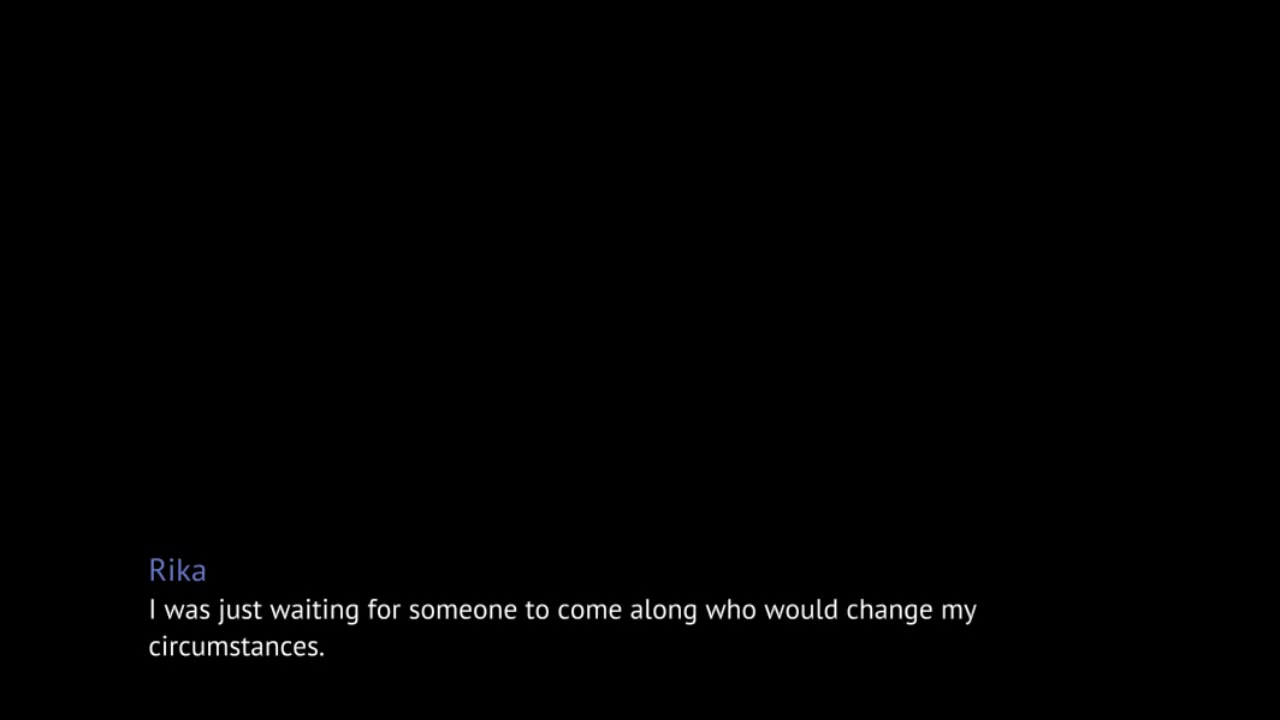 Rika
I was just waiting for someone to come along who would change my
circumstances.